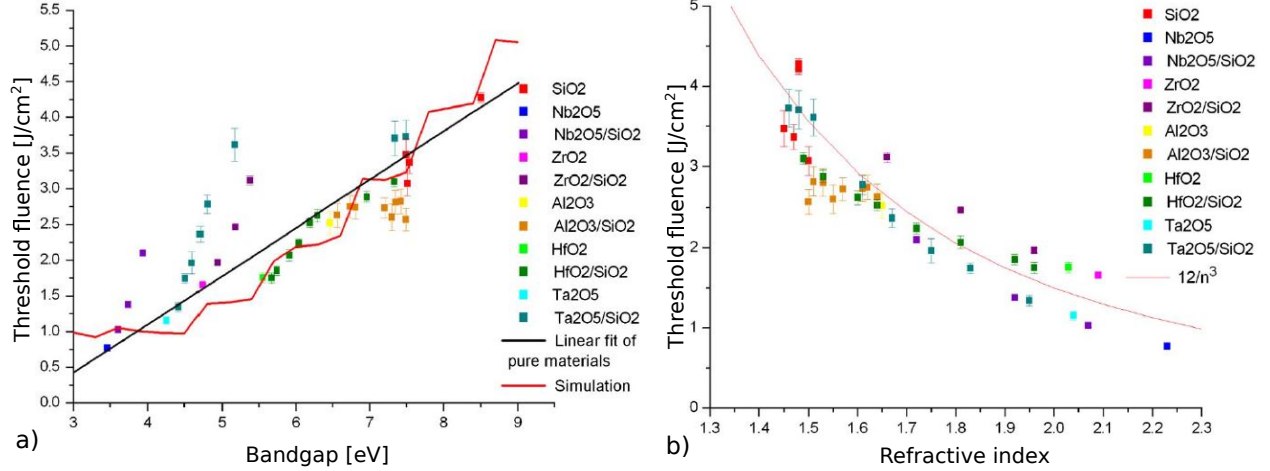 5.5
5.0
4.5
4.0
3.5
3.0
2.5
2.0
1.5
1.0
0.5
0.0
Threshold fluence [J/cm²]
3 4 5 6 7 8 9
Bandgap [eV]
a)
SiO2
Nb2O5
Nb2O5/SiO2
ZrO2
ZrO2/SiO2
Al2O3
Al2O3/SiO2
HfO2
HfO2/SiO2
Ta2O5
Ta2O5/SiO2
Linear fit of
pure materials
Simulation
5
4
3
2
1
0
Threshold fluence [J/cm²]
1.3 1.4 1.5 1.6 1.7 1.8 1.9 2.0 2.1 2.2 2.3
Refractive index
b)
SiO2
Nb2O5
Nb2O5/SiO2
ZrO2
ZrO2/SiO2
Al2O3
Al2O3/SiO2
HfO2
HfO2/SiO2
Ta2O5
Ta2O5/SiO2
12/n³